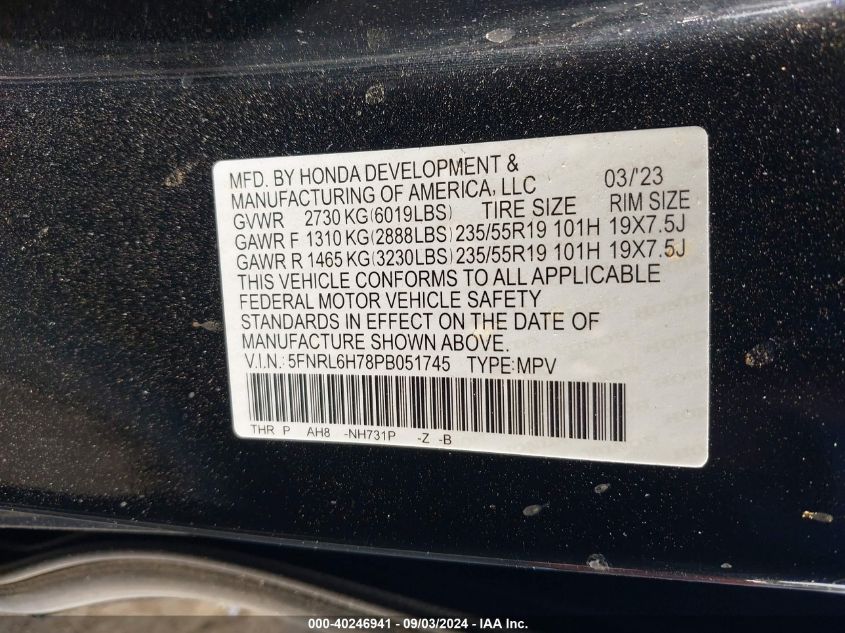 MFD. BY HONDA DEVELOPMENT &
MANUFACTURING OF AMERICA, LLC 03/'23
GVWR 2730 KG(6019LBS) TIRE SIZE RIM SIZE
GAWR F 1310 KG(2888LBS) 235/55R19 101H 19X7.5J
GAWR R 1465 KG(3230LBS) 235/55R19 101H 19X7.5J
THIS VEHICLE CONFORMS TO ALL APPLICABLE
FEDERAL MOTOR VEHICLE SAFETY
STANDARDS IN EFFECT ON THE DATE OF
MANUFACTURE SHOWN ABOVE.
V.I.N.: 5FNRL6H78PB051745 TYPE:MPV
THR P AH8 -NH731P -Z -B
000-40246941 - 09/03/2024 - IAA Inc.